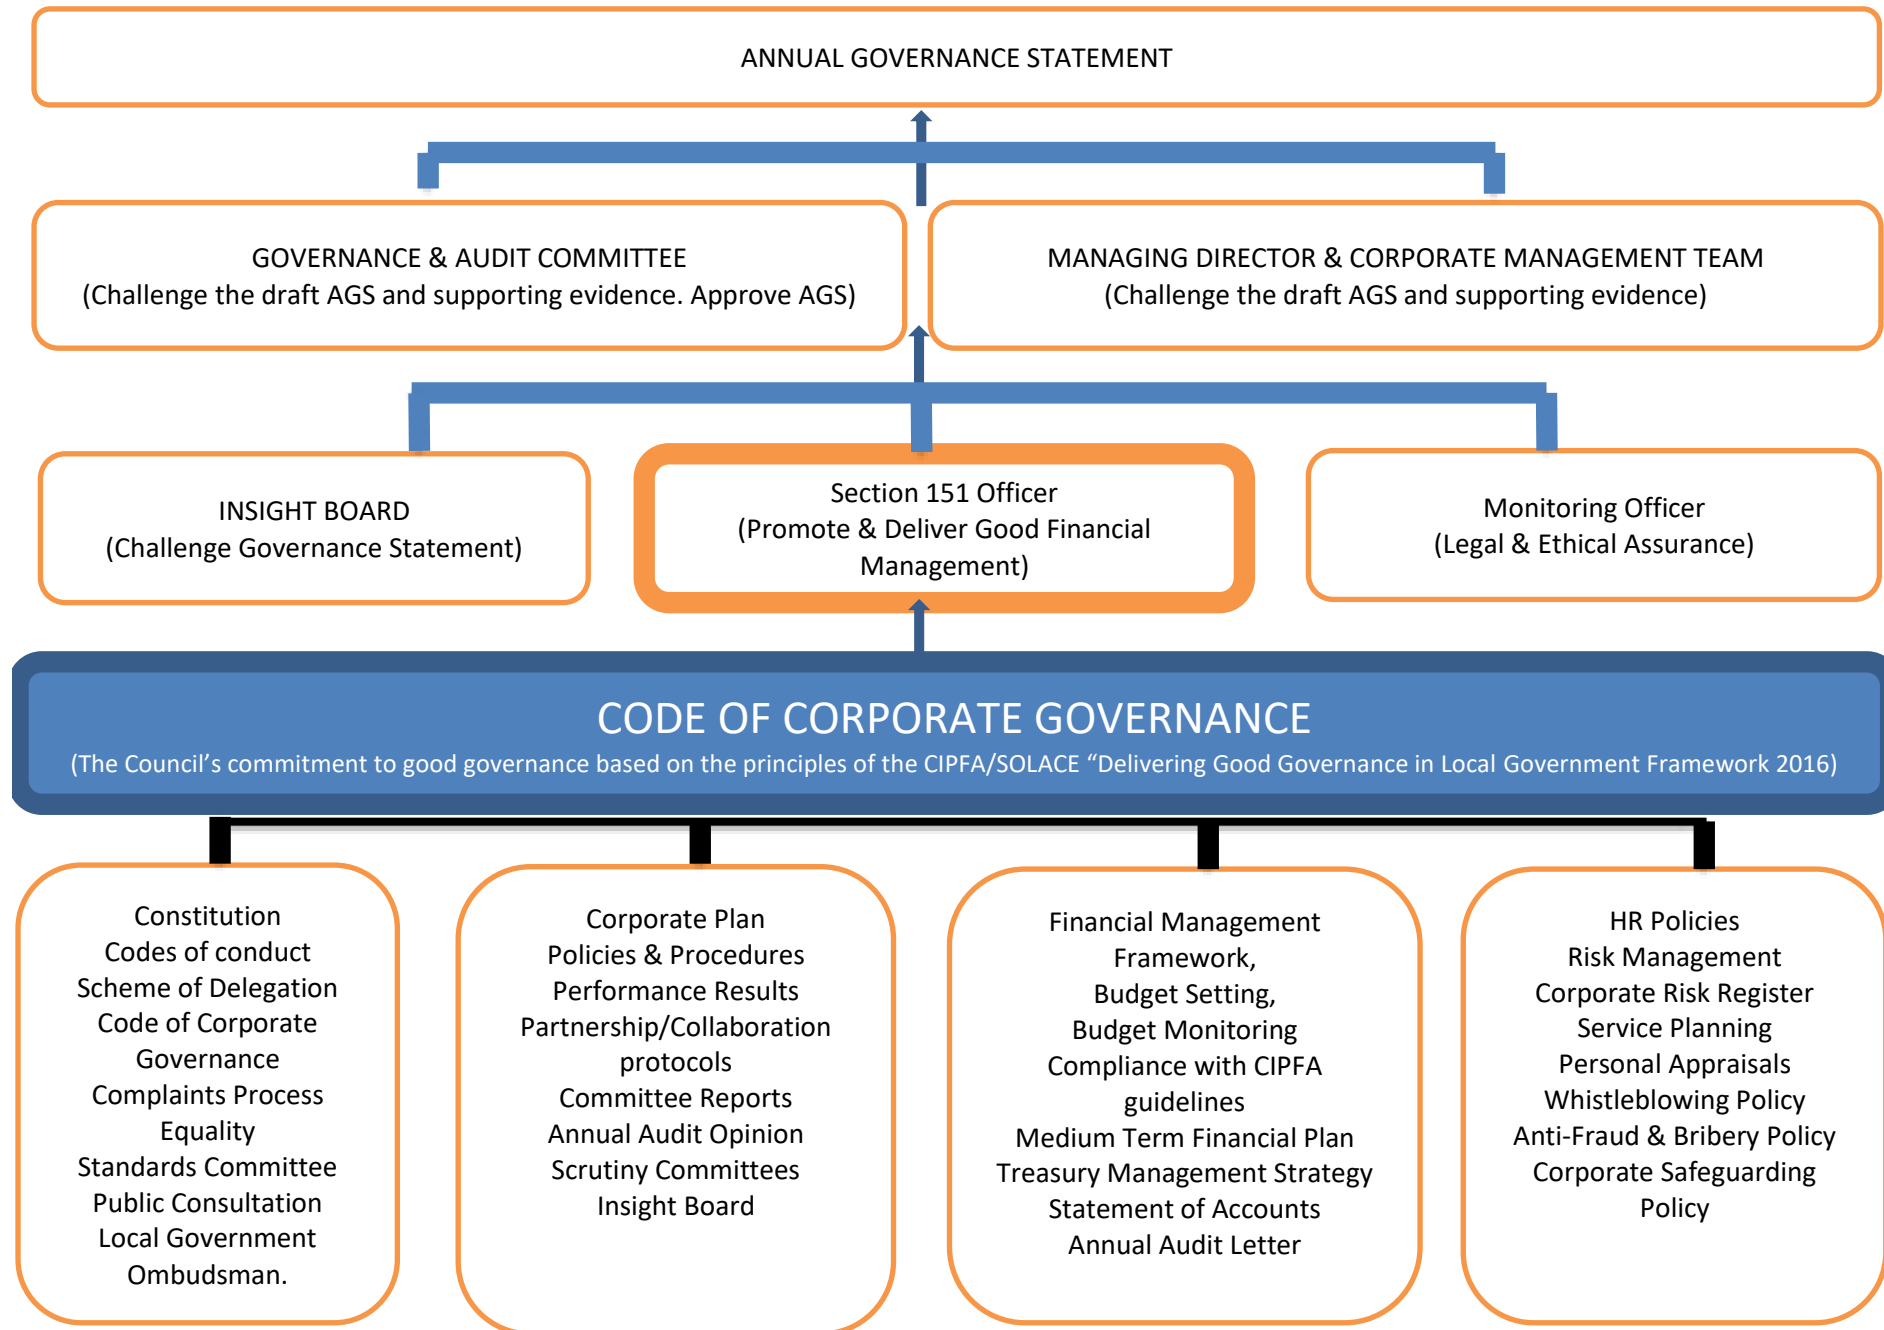 ANNUAL GOVERNANCE STATEMENT
GOVERNANCE & AUDIT COMMITTEE
(Challenge the draft AGS and supporting evidence. Approve AGS)
MANAGING DIRECTOR & CORPORATE MANAGEMENT TEAM
(Challenge the draft AGS and supporting evidence)
INSIGHT BOARD
(Challenge Governance Statement)
Section 151 Officer
(Promote & Deliver Good Financial
Management)
Monitoring Officer
(Legal & Ethical Assurance)
CODE OF CORPORATE GOVERNANCE
(The Council’s commitment to good governance based on the principles of the CIPFA/SOLACE “Delivering Good Governance in Local Government Framework 2016)
Constitution
Codes of conduct
Scheme of Delegation
Code of Corporate
Governance
Complaints Process
Equality
Standards Committee
Public Consultation
Local Government
Ombudsman.
Corporate Plan
Policies & Procedures
Performance Results
Partnership/Collaboration
protocols
Committee Reports
Annual Audit Opinion
Scrutiny Committees
Insight Board
Financial Management
Framework,
Budget Setting,
Budget Monitoring
Compliance with CIPFA
guidelines
Medium Term Financial Plan
Treasury Management Strategy
Statement of Accounts
Annual Audit Letter
HR Policies
Risk Management
Corporate Risk Register
Service Planning
Personal Appraisals
Whistleblowing Policy
Anti-Fraud & Bribery Policy
Corporate Safeguarding
Policy